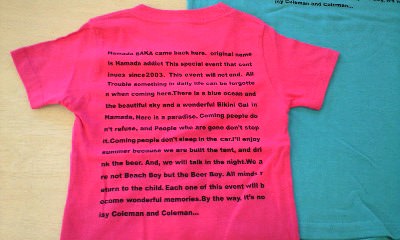 isy Coleman and Coleman...
Hamada BAKA came back here. original neme
is Hamada addict This special event that cont
inues since2003. This event will not end. All
Trouble something in daily life can be forgotte
n when coming here.There is a blue ocean and
the beautiful sky and a wonderful Bikini Gal in
Hamada. Here is a paradise. Coming people do
n't refuse, and People who are gone don't stop
it.Coming people don't sleep in the car.I'll enjoy
summer because we are built the tent, and dri
nk the beer. And, we will talk in the night.We a
re not Beach Boy but the Beer Boy. All minds r
eturn to the child. Each one of this event will b
ecome wonderful memories.By the way. It's no
isy Coleman and Coleman...